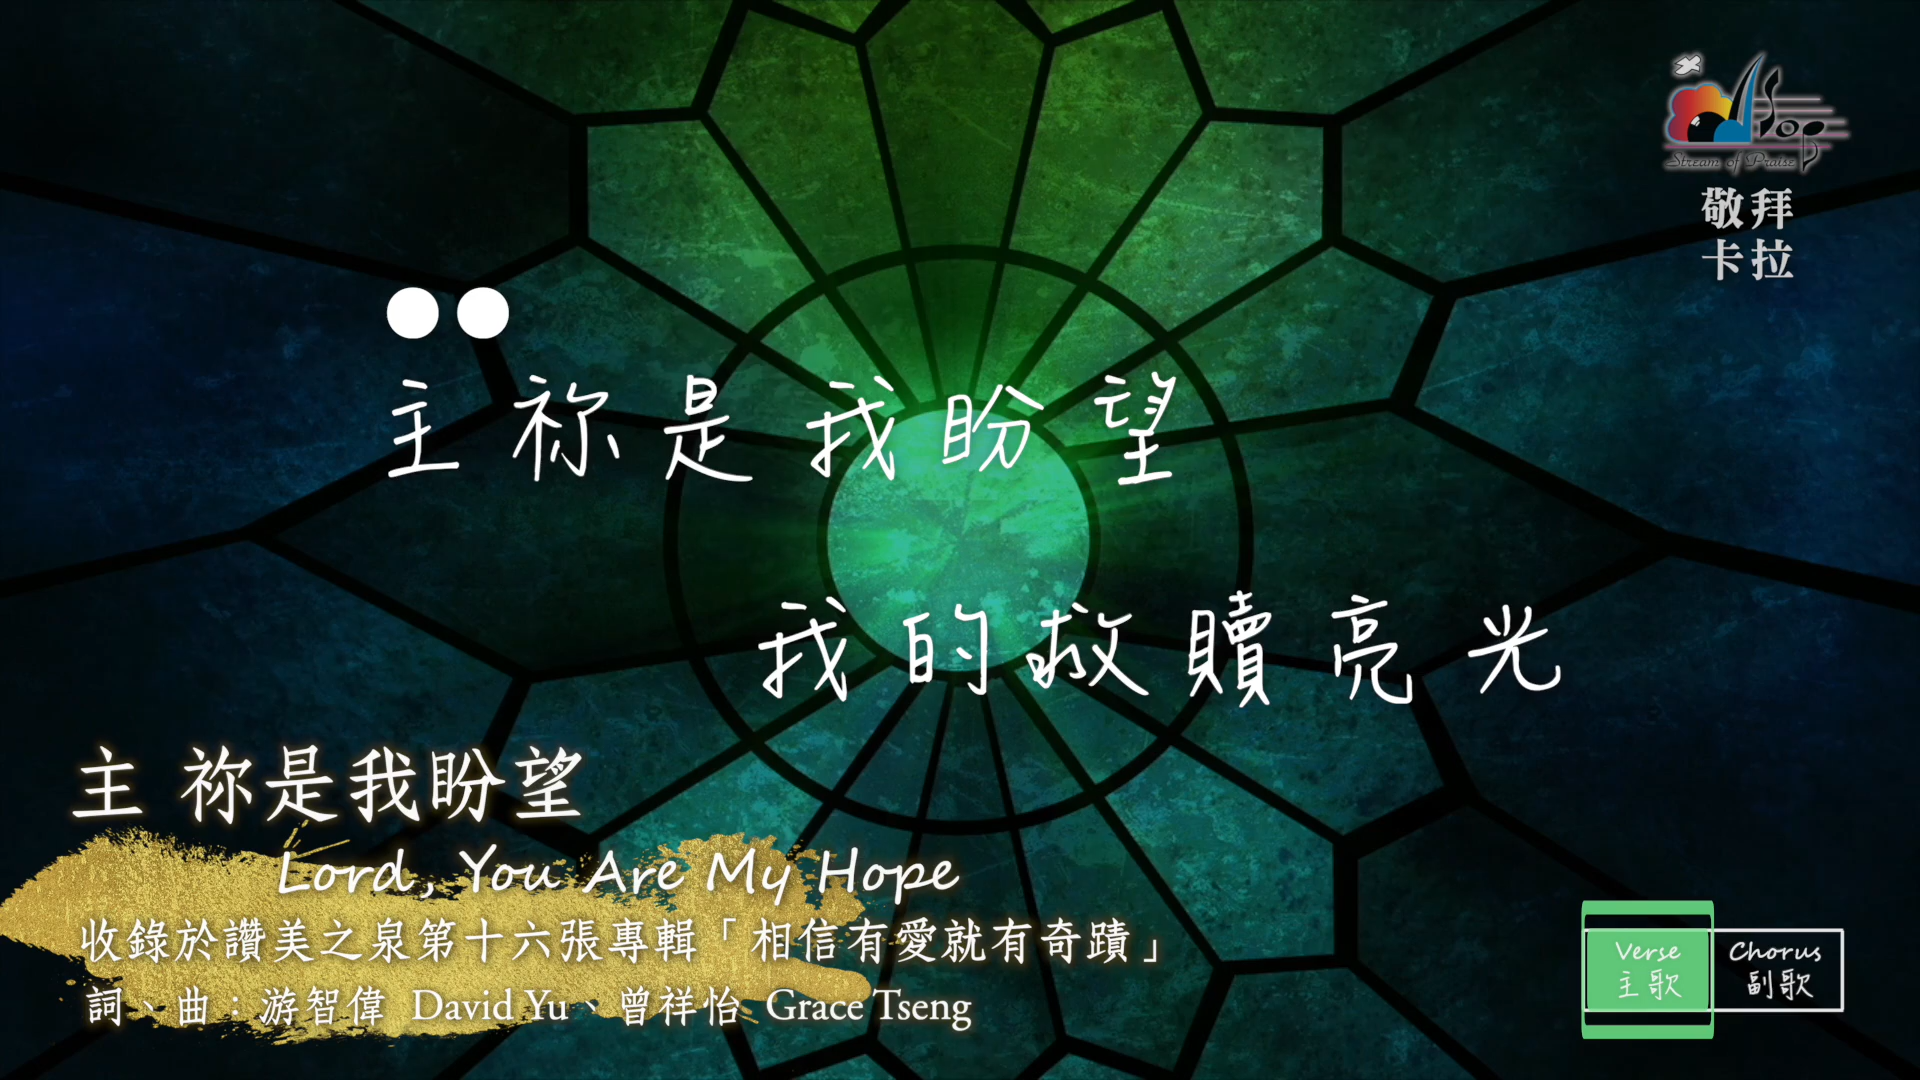 Sop
Stream of Praise
敬拜
卡拉
主祢是我盼望
我的救贖亮光
主 祢是我盼望
Lord, You Are My Hope
收錄於讚美之泉第十六張專輯「相信有愛就有奇蹟」
詞、曲：游智偉 David Yu、曾祥怡 Grace Tseng
Verse
主歌
Chorus
副歌